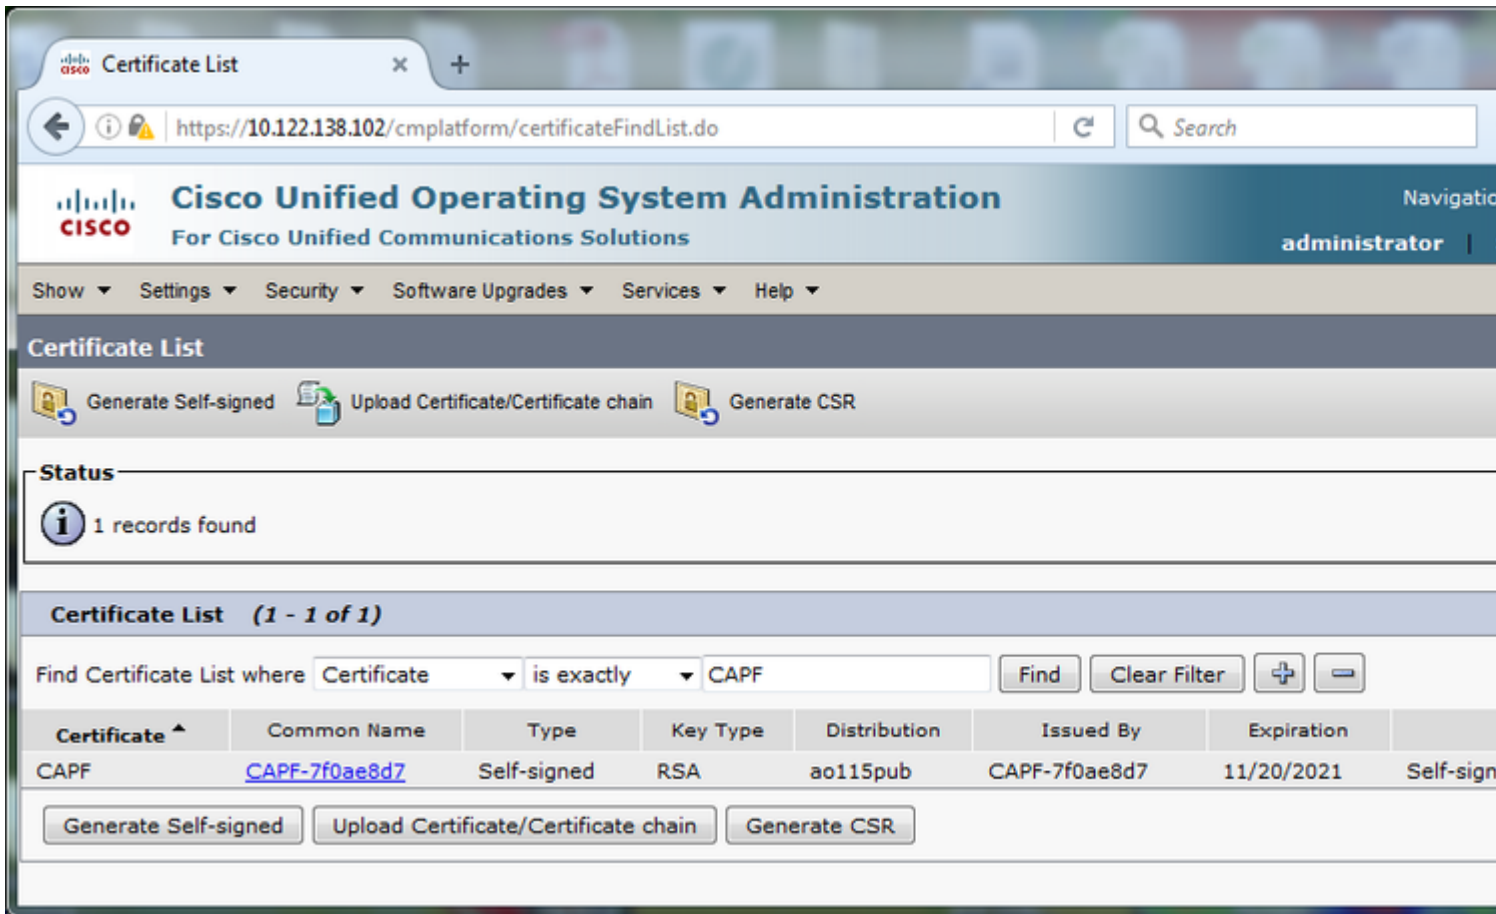 cisco Certificate List × +
https://10.122.138.102/cmplatform/certificateFindList.do Search
CISCO Cisco Unified Operating System Administration
For Cisco Unified Communications Solutions
Navigatio
administrator |
Show Settings Security Software Upgrades Services Help
Certificate List
Generate Self-signed Upload Certificate/Certificate chain Generate CSR
Status
i 1 records found
Certificate List (1 - 1 of 1)
Find Certificate List where Certificate is exactly CAPF Find Clear Filter
Certificate Common Name Type Key Type Distribution Issued By Expiration
CAPF CAPF-7f0ae8d7 Self-signed RSA ao115pub CAPF-7f0ae8d7 11/20/2021 Self-sign
Generate Self-signed Upload Certificate/Certificate chain Generate CSR